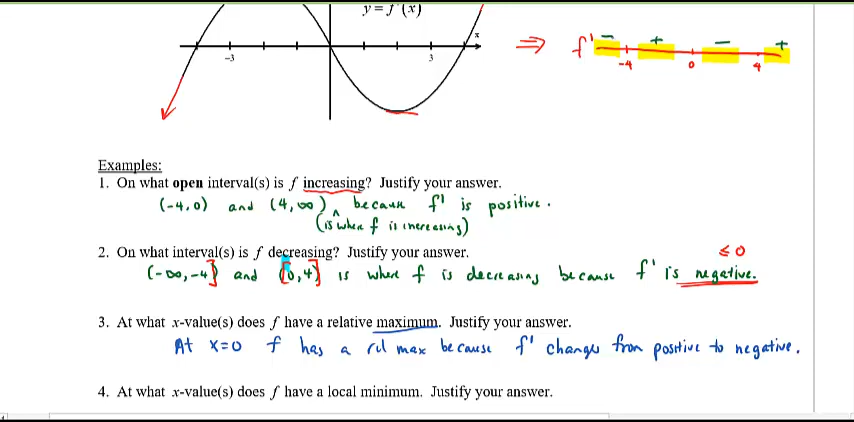 y = f '(x)
x
-3
3
⇒ f' - + - +
-4 0 4
Examples:
1. On what open interval(s) is f increasing? Justify your answer.
(-4,0) and (4,∞) ^ because f' is positive.
(is when f is increasing)
2. On what interval(s) is f decreasing? Justify your answer.
≤ 0
(-∞,-4] and [0,4] is where f is decreasing because f' is negative.
3. At what x-value(s) does f have a relative maximum. Justify your answer.
At x=0 f has a rel max because f' changes from positive to negative.
4. At what x-value(s) does f have a local minimum. Justify your answer.